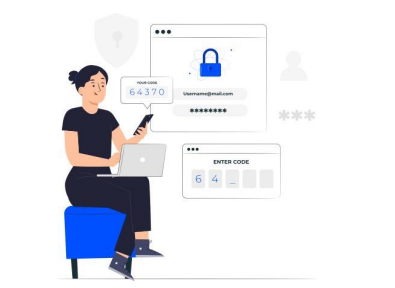 YOUR CODE
64370
Username@mail.com
********
***
ENTER CODE
6 4 _